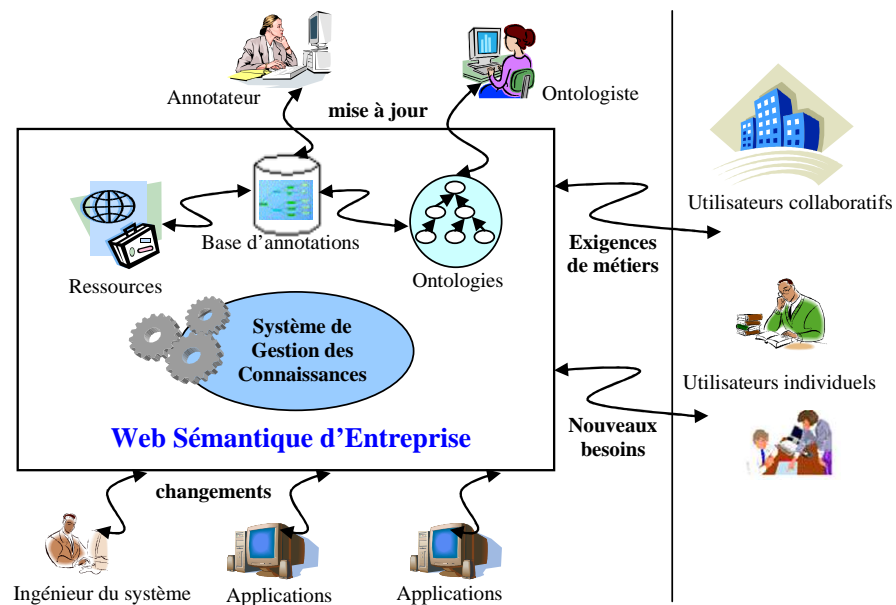 Annotateur
mise à jour
Ontologiste
Utilisateurs collaboratifs
Base d'annotations
Ressources
Ontologies
Exigences
de métiers
Système de
Gestion des
Connaissances
Utilisateurs individuels
Web Sémantique d'Entreprise
Nouveaux
besoins
changements
Ingénieur du système
Applications
Applications